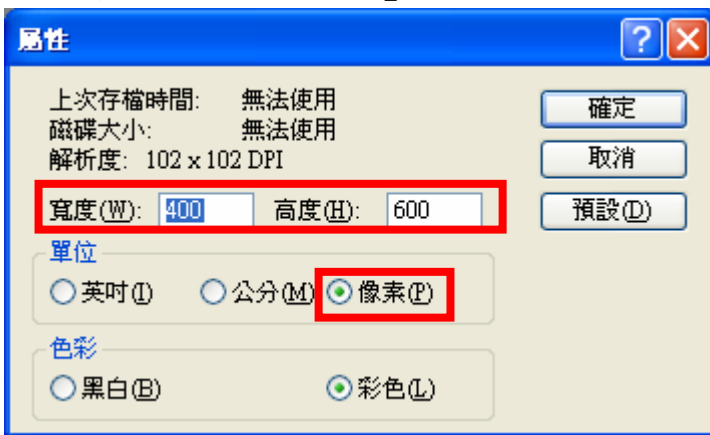 屬性
上次存檔時間: 無法使用
磁碟大小: 無法使用
解析度: 102 x 102 DPI
寬度(W): 400 高度(H): 600
單位
英吋(I) 公分(M) 像素(P)
色彩
黑白(B) 彩色(L)
確定
取消
預設(D)